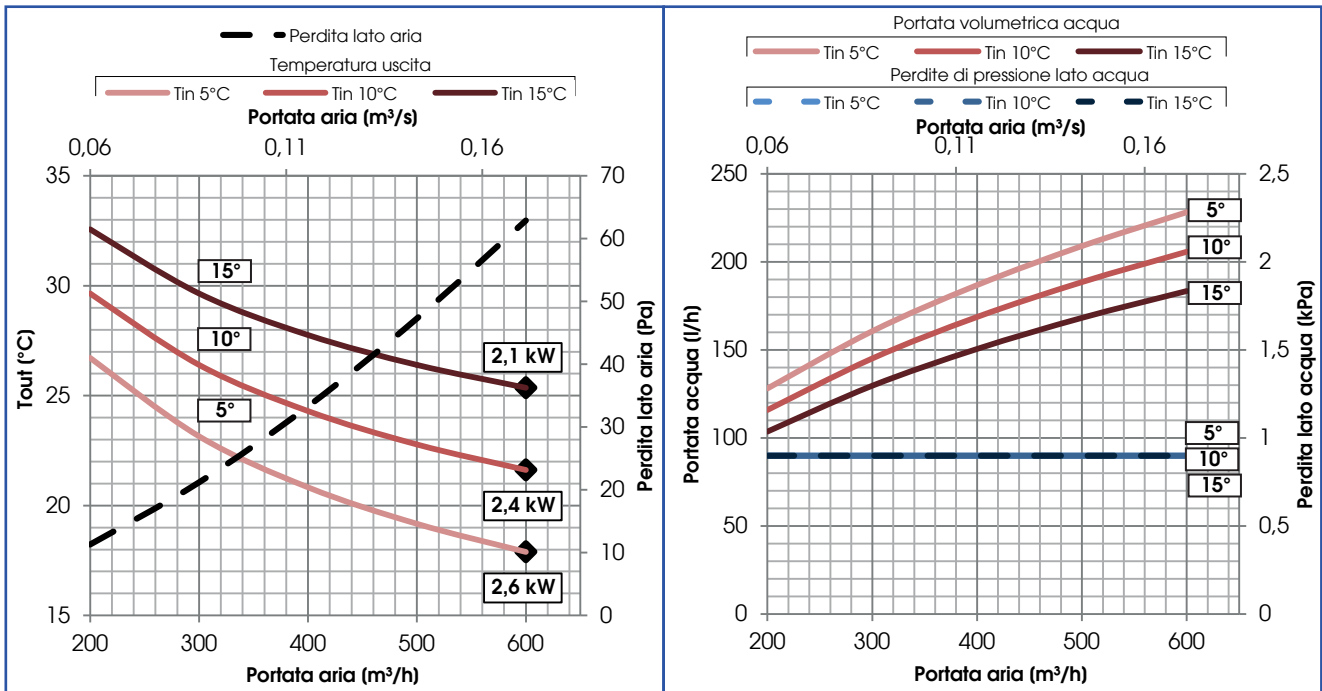 Perdita lato aria
Temperatura uscita
Tin 5°C Tin 10°C Tin 15°C
Portata aria (m³/s)
0,06 0,11 0,16
35
30
25
20
15
Tout (°C)
70
60
50
40
30
20
10
0
Perdita lato aria (Pa)
15°
10°
5°
2,1 kW
2,4 kW
2,6 kW
200 300 400 500 600
Portata aria (m³/h)
Portata volumetrica acqua
Tin 5°C Tin 10°C Tin 15°C
Perdite di pressione lato acqua
Tin 5°C Tin 10°C Tin 15°C
Portata aria (m³/s)
0,06 0,11 0,16
250
200
150
100
50
0
Portata acqua (l/h)
2,5
2
1,5
1
0,5
0
Perdita lato acqua (kPa)
5°
10°
15°
5°
10°
15°
200 300 400 500 600
Portata aria (m³/h)